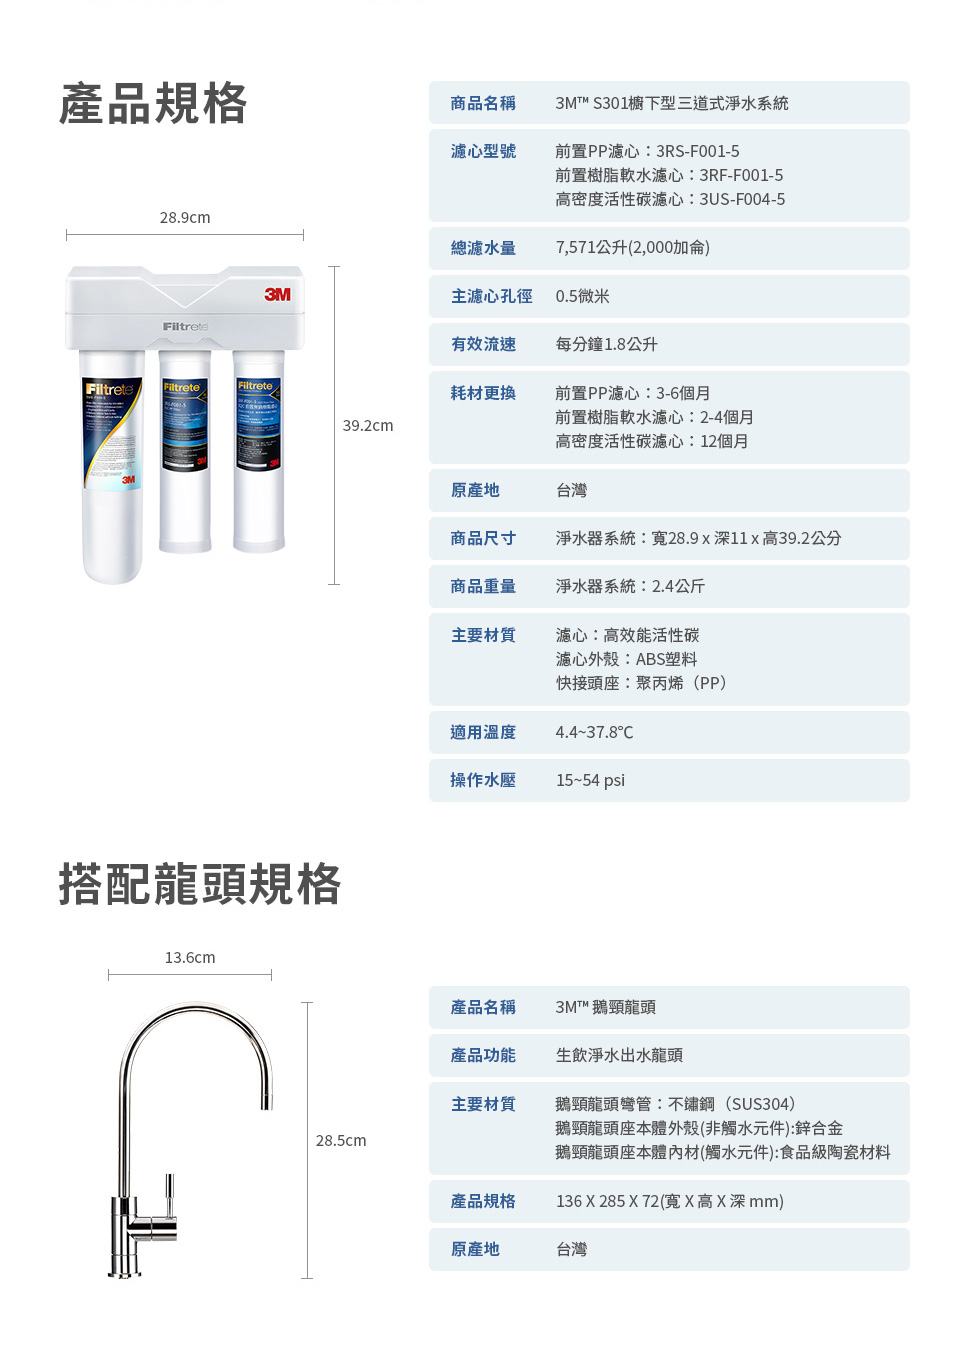 產品規格
28.9cm
3M
Filtrete
Filtrete
3M
Filtrete
3M
Filtrete
3M
39.2cm
商品名稱 3M™ S301櫥下型三道式淨水系統
濾心型號 前置PP濾心：3RS-F001-5
前置樹脂軟水濾心：3RF-F001-5
高密度活性碳濾心：3US-F004-5
總濾水量 7,571公升(2,000加侖)
主濾心孔徑 0.5微米
有效流速 每分鐘1.8公升
耗材更換 前置PP濾心：3-6個月
前置樹脂軟水濾心：2-4個月
高密度活性碳濾心：12個月
原產地 台灣
商品尺寸 淨水器系統：寬28.9 x 深11 x 高39.2公分
商品重量 淨水器系統：2.4公斤
主要材質 濾心：高效能活性碳
濾心外殼：ABS塑料
快接頭座：聚丙烯（PP）
適用溫度 4.4~37.8℃
操作水壓 15~54 psi
搭配龍頭規格
13.6cm
28.5cm
產品名稱 3M™ 鵝頸龍頭
產品功能 生飲淨水出水龍頭
主要材質 鵝頸龍頭彎管：不鏽鋼（SUS304）
鵝頸龍頭座本體外殼(非觸水元件):鋅合金
鵝頸龍頭座本體內材(觸水元件):食品級陶瓷材料
產品規格 136 X 285 X 72(寬 X 高 X 深 mm)
原產地 台灣